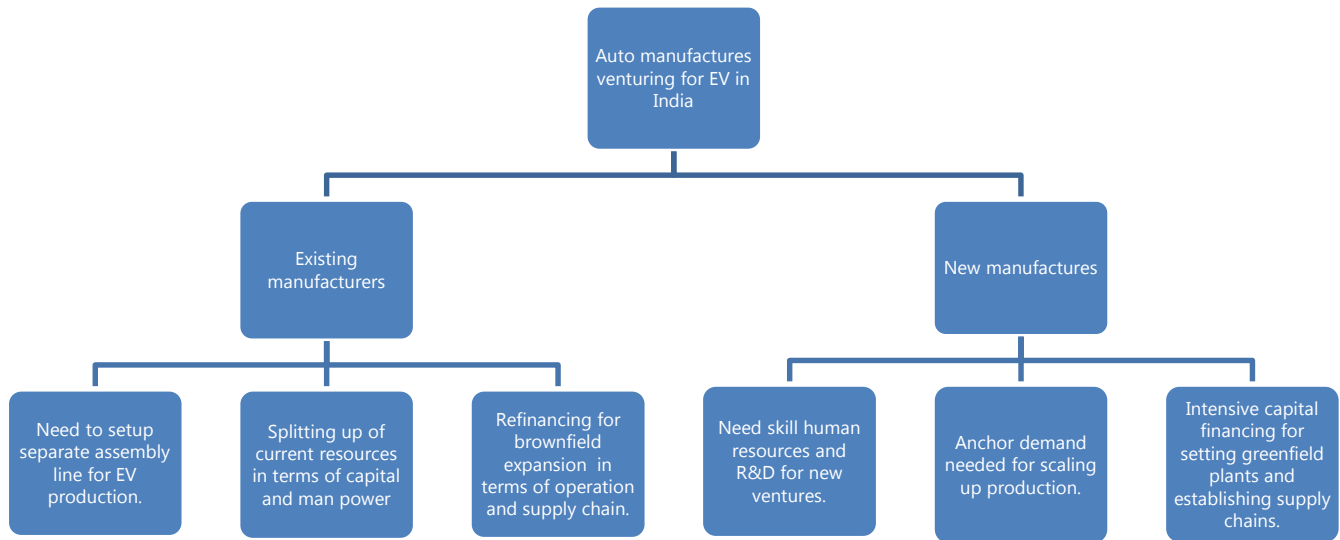 Auto manufactures
venturing for EV in
India
Existing
manufacturers
New manufactures
Need to setup
separate assembly
line for EV
production.
Splitting up of
current resources
in terms of capital
and man power
Refinancing for
brownfield
expansion in
terms of operation
and supply chain.
Need skill human
resources and
R&D for new
ventures.
Anchor demand
needed for scaling
up production.
Intensive capital
financing for
setting greenfield
plants and
establishing supply
chains.